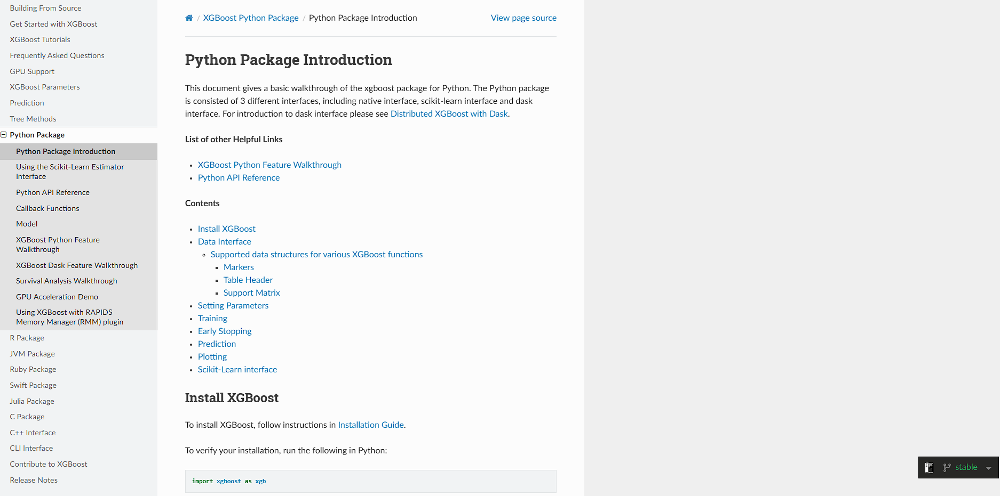 Building From Source
Get Started with XGBoost
XGBoost Tutorials
Frequently Asked Questions
GPU Support
XGBoost Parameters
Prediction
Tree Methods
Python Package
Python Package Introduction
Using the Scikit-Learn Estimator
Interface
Python API Reference
Callback Functions
Model
XGBoost Python Feature
Walkthrough
XGBoost Dask Feature Walkthrough
Survival Analysis Walkthrough
GPU Acceleration Demo
Using XGBoost with RAPIDS
Memory Manager (RMM) plugin
R Package
JVM Package
Ruby Package
Swift Package
Julia Package
C Package
C++ Interface
CLI Interface
Contribute to XGBoost
Release Notes
/ XGBoost Python Package / Python Package Introduction
View page source
Python Package Introduction
This document gives a basic walkthrough of the xgboost package for Python. The Python package
is consisted of 3 different interfaces, including native interface, scikit-learn interface and dask
interface. For introduction to dask interface please see Distributed XGBoost with Dask.
List of other Helpful Links
• XGBoost Python Feature Walkthrough
• Python API Reference
Contents
• Install XGBoost
• Data Interface
◦ Supported data structures for various XGBoost functions
▪ Markers
▪ Table Header
▪ Support Matrix
• Setting Parameters
• Training
• Early Stopping
• Prediction
• Plotting
• Scikit-Learn interface
Install XGBoost
To install XGBoost, follow instructions in Installation Guide.
To verify your installation, run the following in Python:
import xgboost as xgb
stable